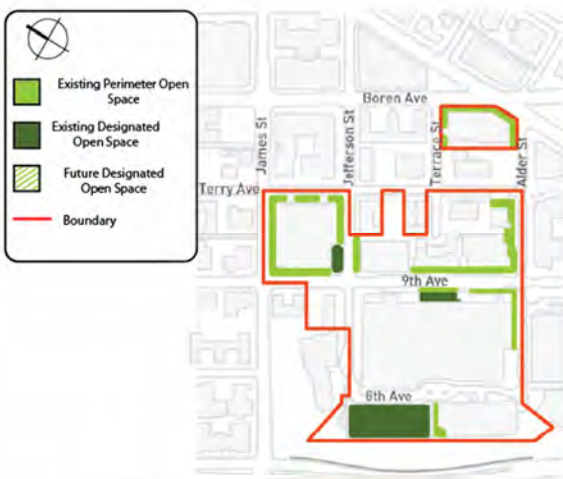 Existing Perimeter Open
Space
Existing Designated
Open Space
Future Designated
Open Space
Boundary
Boren Ave
James St
Jefferson St
Terrace St
Alder St
Terry Ave
9th Ave
8th Ave